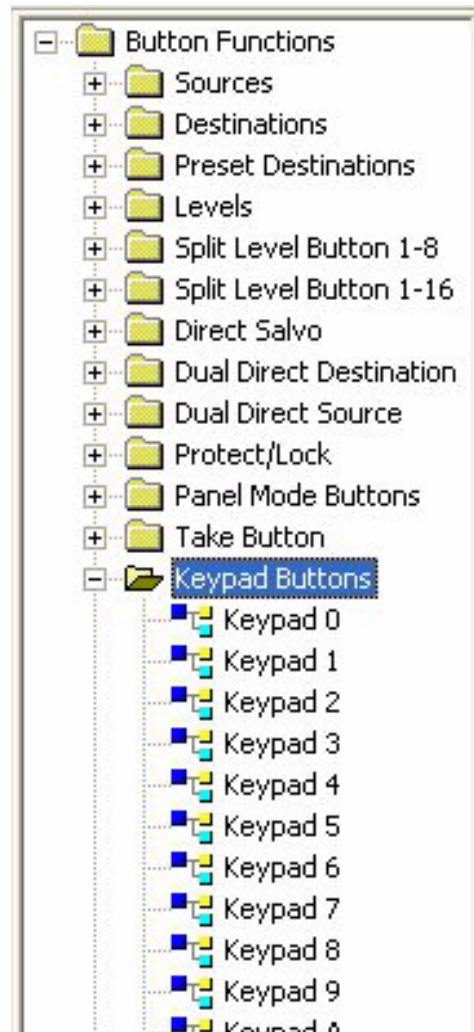 Button Functions
Sources
Destinations
Preset Destinations
Levels
Split Level Button 1-8
Split Level Button 1-16
Direct Salvo
Dual Direct Destination
Dual Direct Source
Protect/Lock
Panel Mode Buttons
Take Button
Keypad Buttons
Keypad 0
Keypad 1
Keypad 2
Keypad 3
Keypad 4
Keypad 5
Keypad 6
Keypad 7
Keypad 8
Keypad 9
Keypad A